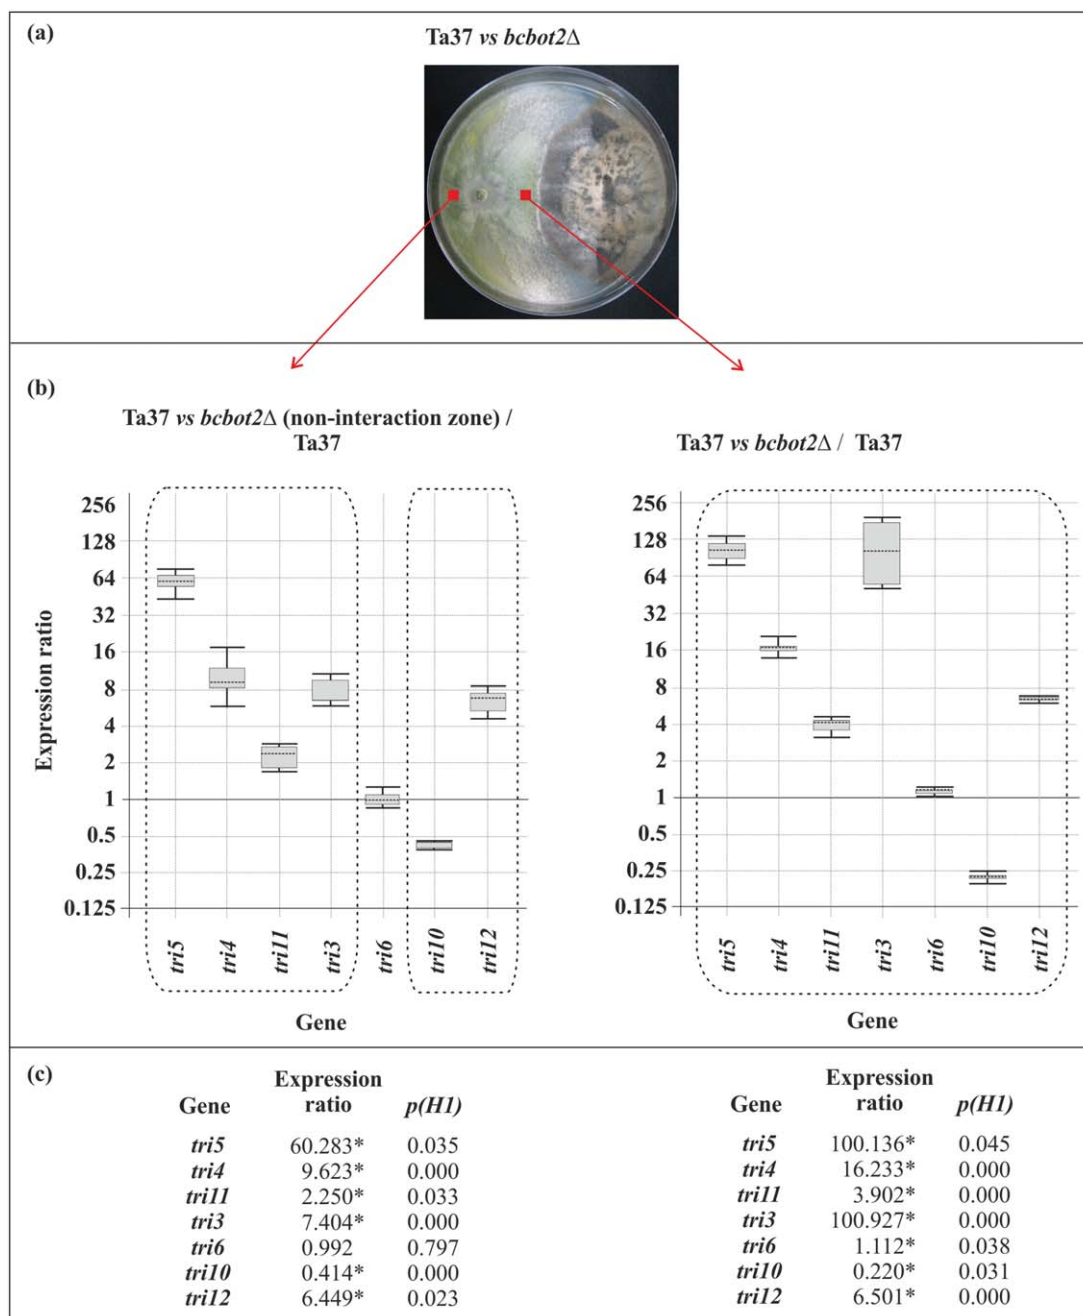 (a)
Ta37 vs bcbot2Δ
(b)
Ta37 vs bcbot2Δ (non-interaction zone) /
Ta37
Expression ratio
256
128
64
32
16
8
4
2
1
0.5
0.25
0.125
tri5 tri4 tri11 tri3 tri6 tri10 tri12
Gene
Ta37 vs bcbot2Δ / Ta37
256
128
64
32
16
8
4
2
1
0.5
0.25
0.125
tri5 tri4 tri11 tri3 tri6 tri10 tri12
Gene
(c)
Expression
Gene ratio p(H1)
tri5 60.283* 0.035
tri4 9.623* 0.000
tri11 2.250* 0.033
tri3 7.404* 0.000
tri6 0.992 0.797
tri10 0.414* 0.000
tri12 6.449* 0.023
Expression
Gene ratio p(H1)
tri5 100.136* 0.045
tri4 16.233* 0.000
tri11 3.902* 0.000
tri3 100.927* 0.000
tri6 1.112* 0.038
tri10 0.220* 0.031
tri12 6.501* 0.000